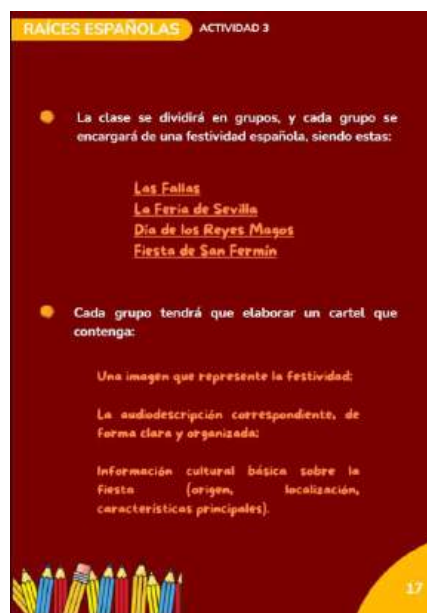 RAÍCES ESPAÑOLAS ACTIVIDAD 3
La clase se dividirá en grupos, y cada grupo se
encargará de una festividad española, siendo estas:
Las Fallas
La Feria de Sevilla
Día de los Reyes Magos
Fiesta de San Fermín
Cada grupo tendrá que elaborar un cartel que
contenga:
Una imagen que represente la festividad;
La audiodescripción correspondiente, de
forma clara y organizada;
Información cultural básica sobre la
fiesta (origen, localización,
características principales).
17